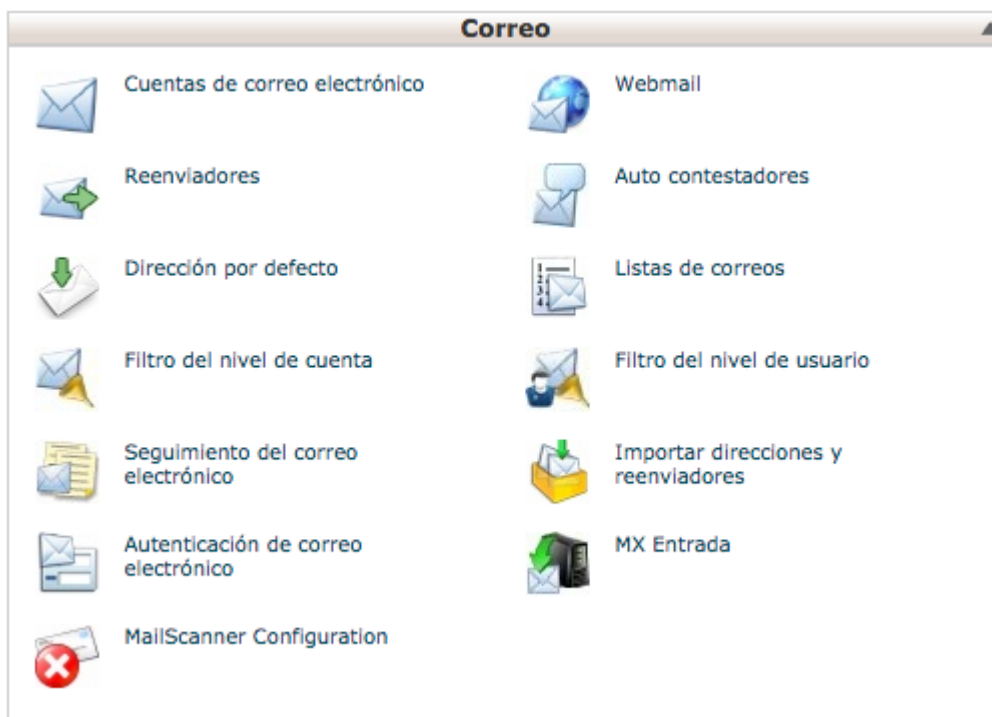 Correo
Cuentas de correo electrónico
Webmail
Reenviadores
Auto contestadores
Dirección por defecto
Listas de correos
Filtro del nivel de cuenta
Filtro del nivel de usuario
Seguimiento del correo
electrónico
Importar direcciones y
reenviadores
Autenticación de correo
electrónico
MX Entrada
MailScanner Configuration